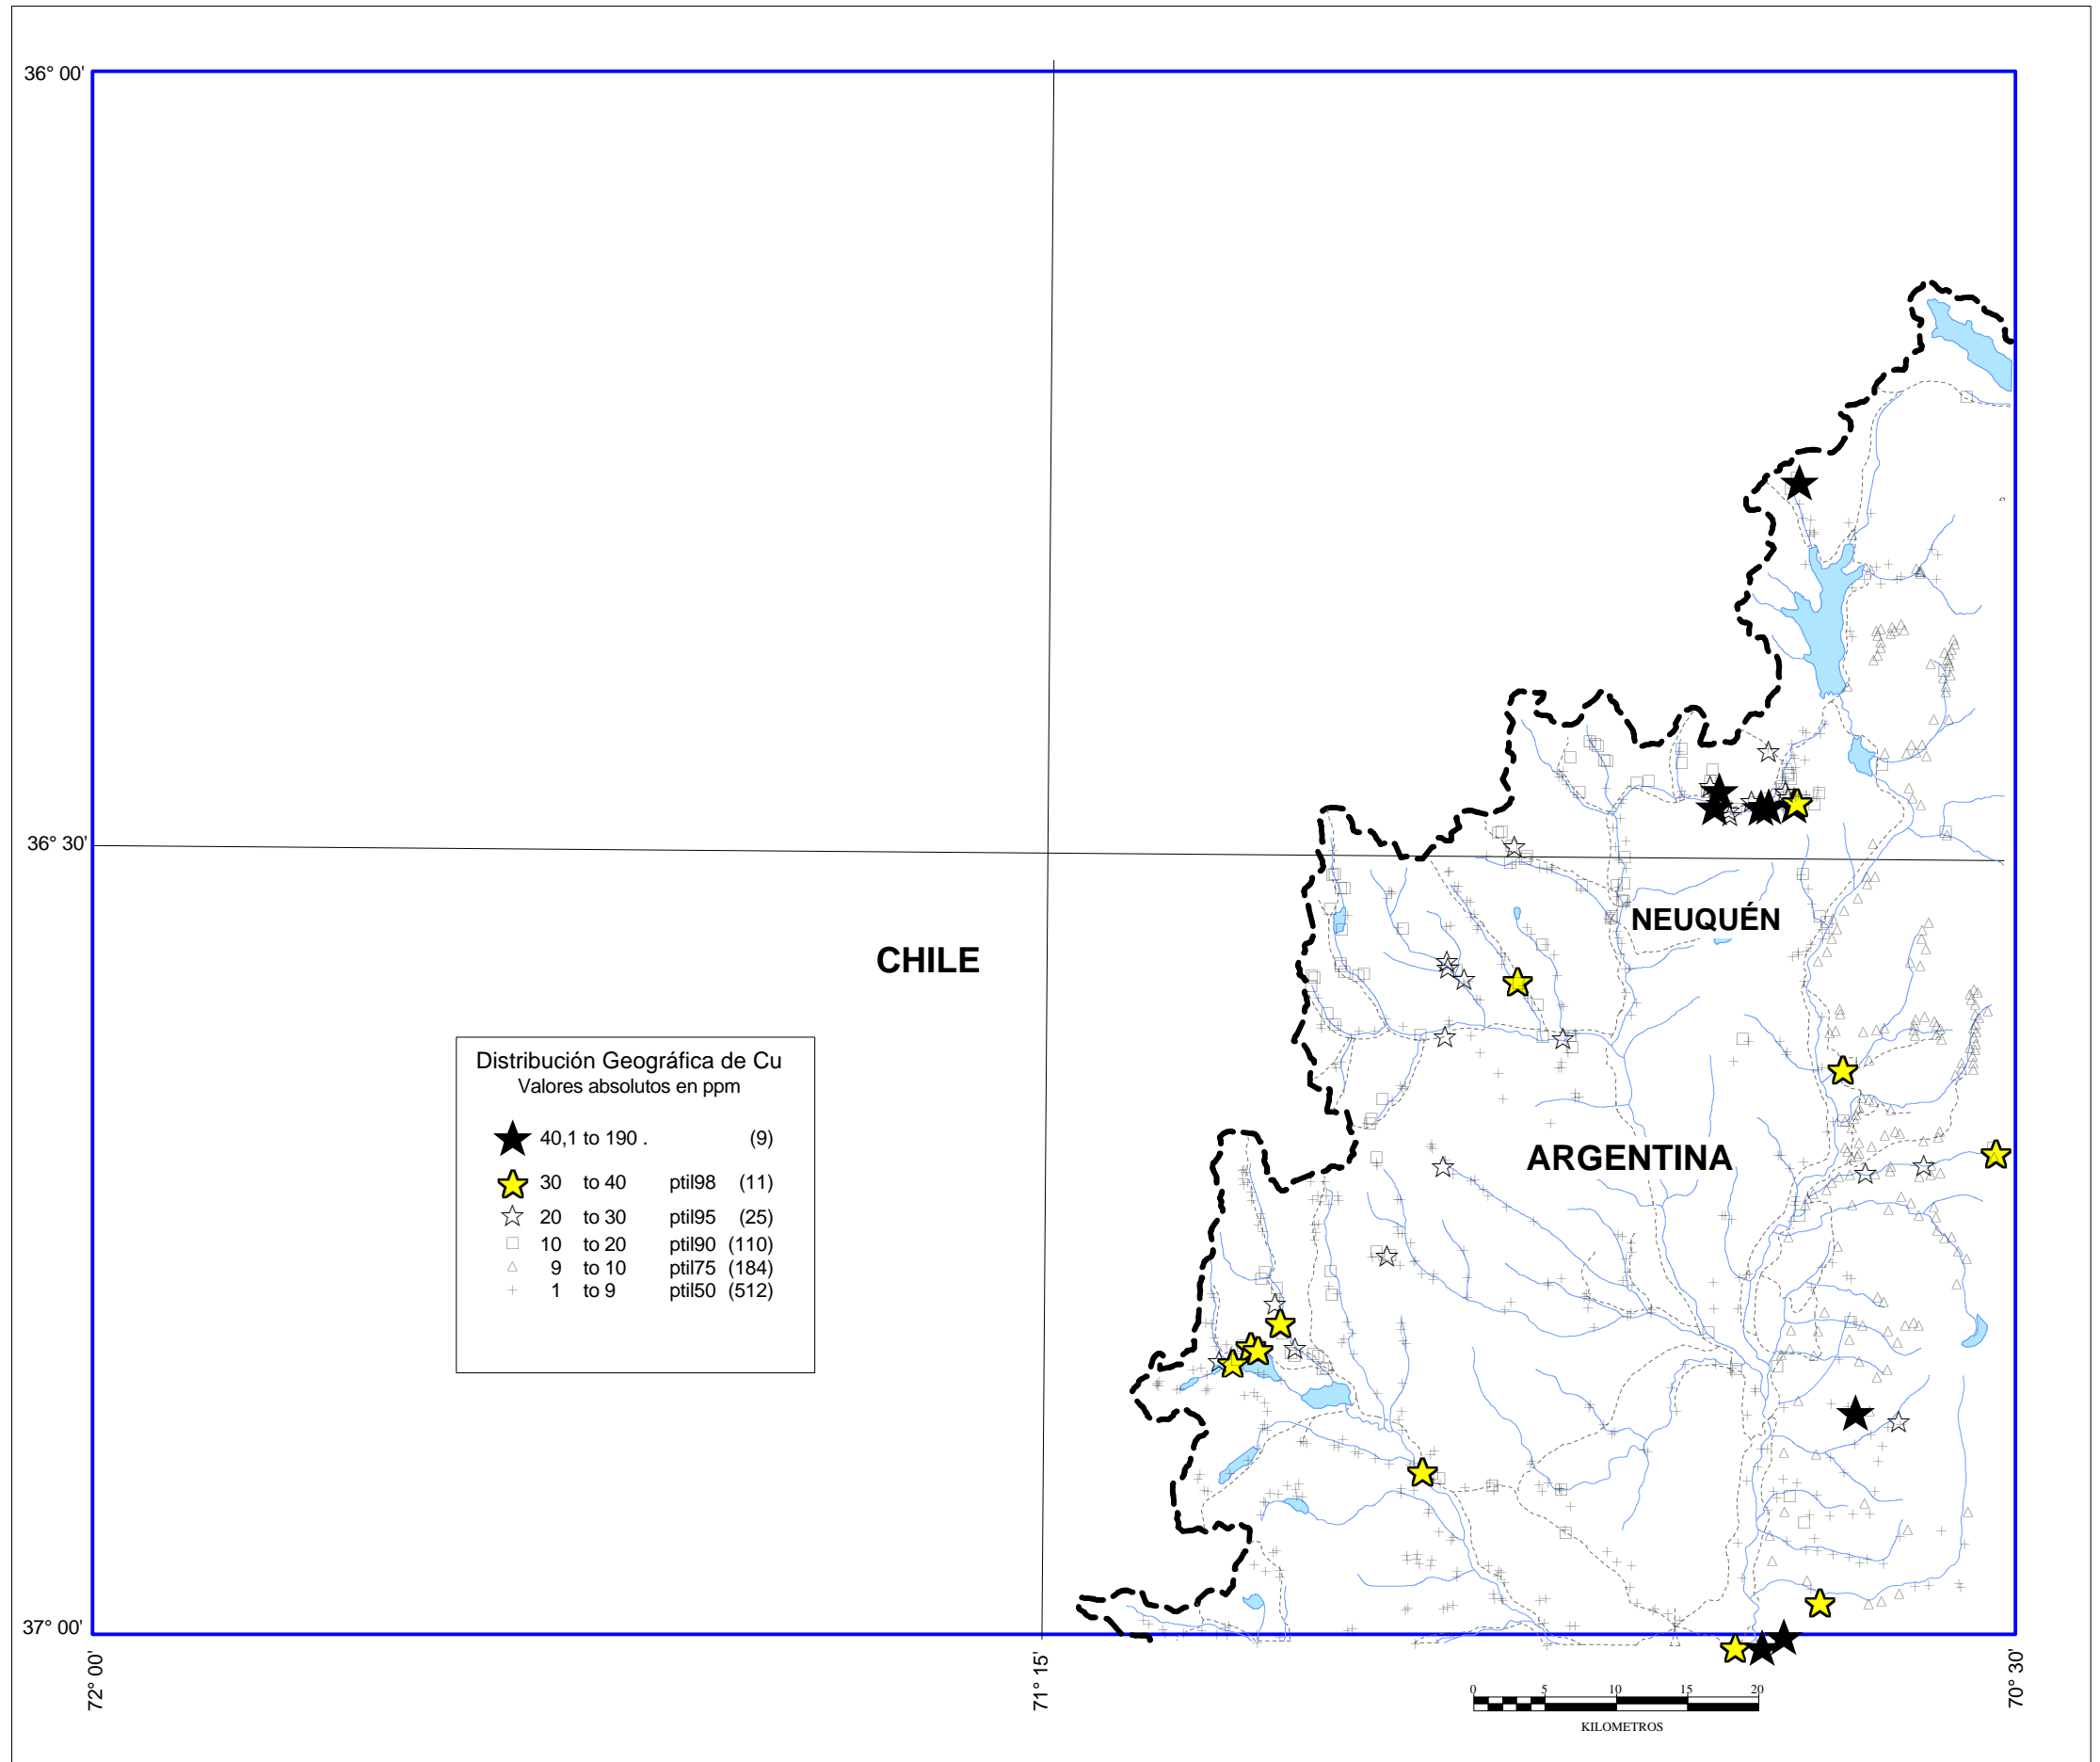 36° 00'
36° 30'
NEUQUÉN
CHILE
Distribución Geográfica de Cu
Valores absolutos en ppm
40,1 to 190 . (9)
30 to 40 ptil98 (11)
20 to 30 ptil95 (25)
10 to 20 ptil90 (110)
9 to 10 ptil75 (184)
1 to 9 ptil50 (512)
ARGENTINA
37° 00'
72° 00'
71° 15'
70° 30'
0 5 10 15 20
KILOMETROS